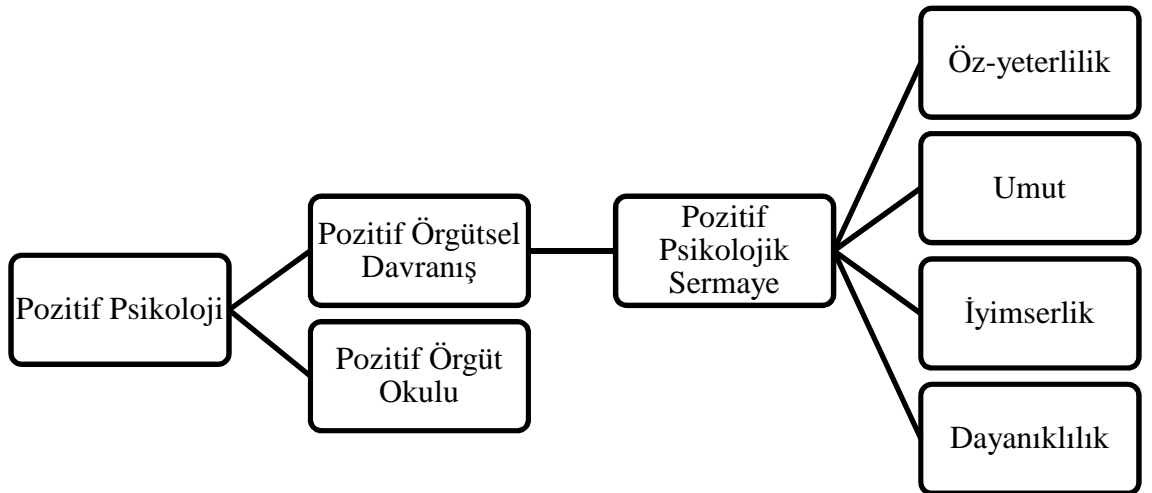 Pozitif Psikoloji
Pozitif Örgütsel
Davranış
Pozitif Örgüt
Okulu
Pozitif
Psikolojik
Sermaye
Öz-yeterlilik
Umut
İyimserlik
Dayanıklılık